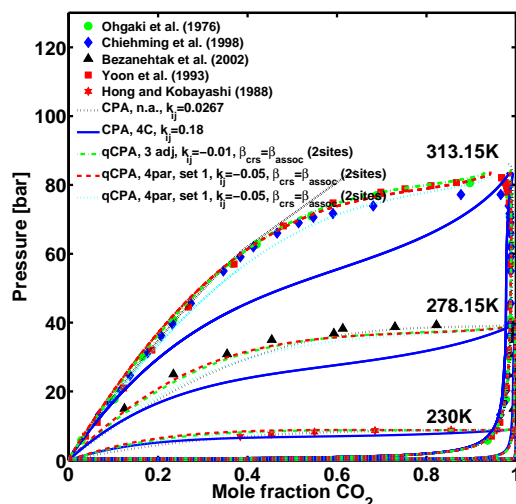 120
100
80
60
40
20
0
Pressure [bar]
Ohgaki et al. (1976)
Chiehming et al. (1998)
Bezanehtak et al. (2002)
Yoon et al. (1993)
Hong and Kobayashi (1988)
CPA, n.a., k_ij=0.0267
CPA, 4C, k_ij=0.18
qCPA, 3 adj, k_ij=−0.01, β_crs=β_assoc (2sites)
qCPA, 4par, set 1, k_ij=−0.05, β_crs=β_assoc (2sites)
qCPA, 4par, set 1, k_ij=−0.05, β_crs=β_assoc (2sites)
313.15K
278.15K
230K
0 0.2 0.4 0.6 0.8 1
Mole fraction CO_2